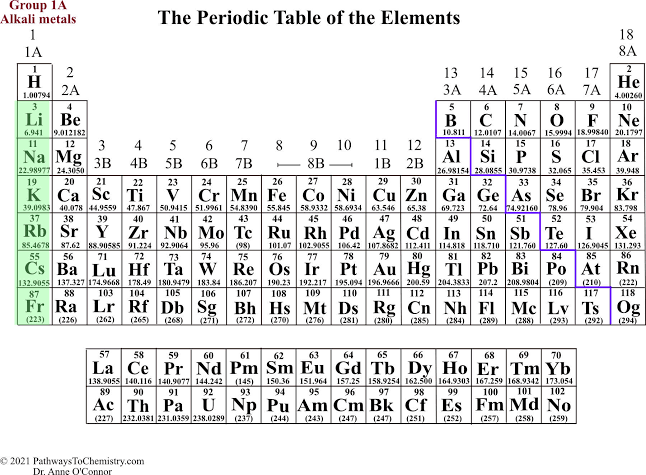 Group 1A
Alkali metals
The Periodic Table of the Elements
1 18
1A 8A
1 2 13 14 15 16 17 2
H 2A 3A 4A 5A 6A 7A He
1.00794 4.00260
3 4 5 6 7 8 9 10
Li Be B C N O F Ne
6.941 9.012182 10.811 12.0107 14.0067 15.9994 18.99840 20.1797
11 12 3 4 5 6 7 8 9 10 11 12 13 14 15 16 17 18
Na Mg 3B 4B 5B 6B 7B 8B 1B 2B Al Si P S Cl Ar
22.98977 24.3050 26.98154 28.0855 30.9738 32.065 35.453 39.948
19 20 21 22 23 24 25 26 27 28 29 30 31 32 33 34 35 36
K Ca Sc Ti V Cr Mn Fe Co Ni Cu Zn Ga Ge As Se Br Kr
39.0983 40.078 44.9559 47.867 50.9415 51.9961 54.8390 55.845 58.9332 58.6934 63.546 65.38 69.723 72.64 74.92160 78.96 79.904 83.798
37 38 39 40 41 42 43 44 45 46 47 48 49 50 51 52 53 54
Rb Sr Y Zr Nb Mo Tc Ru Rh Pd Ag Cd In Sn Sb Te I Xe
85.4678 87.62 88.90585 91.224 92.9064 95.96 (98) 101.07 102.9055 106.42 107.8682 112.411 114.818 118.710 121.760 127.60 126.9045 131.293
55 56 71 72 73 74 75 76 77 78 79 80 81 82 83 84 85 86
Cs Ba Lu Hf Ta W Re Os Ir Pt Au Hg Tl Pb Bi Po At Rn
132.9055 137.327 174.9668 178.49 180.9479 183.84 186.207 190.23 192.217 195.094 196.9666 200.59 204.3833 207.2 208.9804 (209) (210) (222)
87 88 103 104 105 106 107 108 109 110 111 112 113 114 115 116 117 118
Fr Ra Lr Rf Db Sg Bh Hs Mt Ds Rg Cn Nh Fl Mc Lv Ts Og
(223) (226) (262) (265) (268) (271) (272) (270) (276) (281) (280) (285) (284) (289) (288) (293) (292) (294)
57 58 59 60 61 62 63 64 65 66 67 68 69 70
La Ce Pr Nd Pm Sm Eu Gd Tb Dy Ho Er Tm Yb
138.9055 140.116 140.9077 144.242 (145) 150.36 151.964 157.25 158.9254 162.500 164.9303 167.259 168.9342 173.054
89 90 91 92 93 94 95 96 97 98 99 100 101 102
Ac Th Pa U Np Pu Am Cm Bk Cf Es Fm Md No
(227) 232.0381 231.0359 238.0289 (237) (244) (243) (247) (247) (251) (252) (257) (258) (259)
© 2021 PathwaysToChemistry.com
Dr. Anne O'Connor